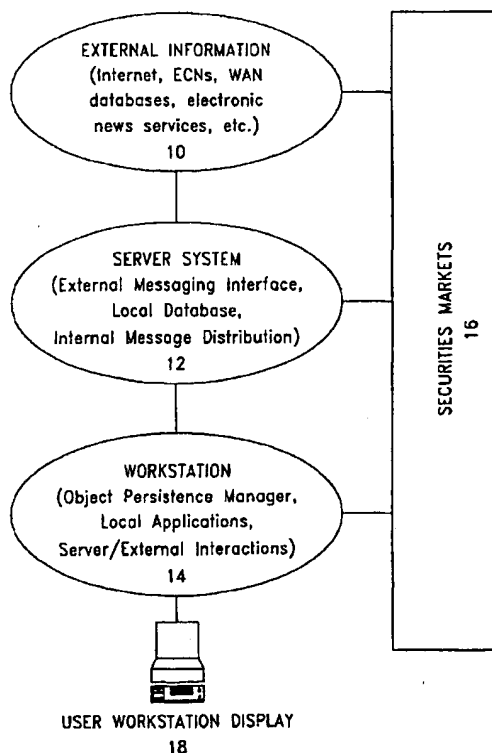 EXTERNAL INFORMATION
(Internet, ECNs, WAN
databases, electronic
news services, etc.)
10
SERVER SYSTEM
(External Messaging Interface,
Local Database,
Internal Message Distribution)
12
WORKSTATION
(Object Persistence Manager,
Local Applications,
Server/External Interactions)
14
USER WORKSTATION DISPLAY
18
SECURITIES MARKETS
16